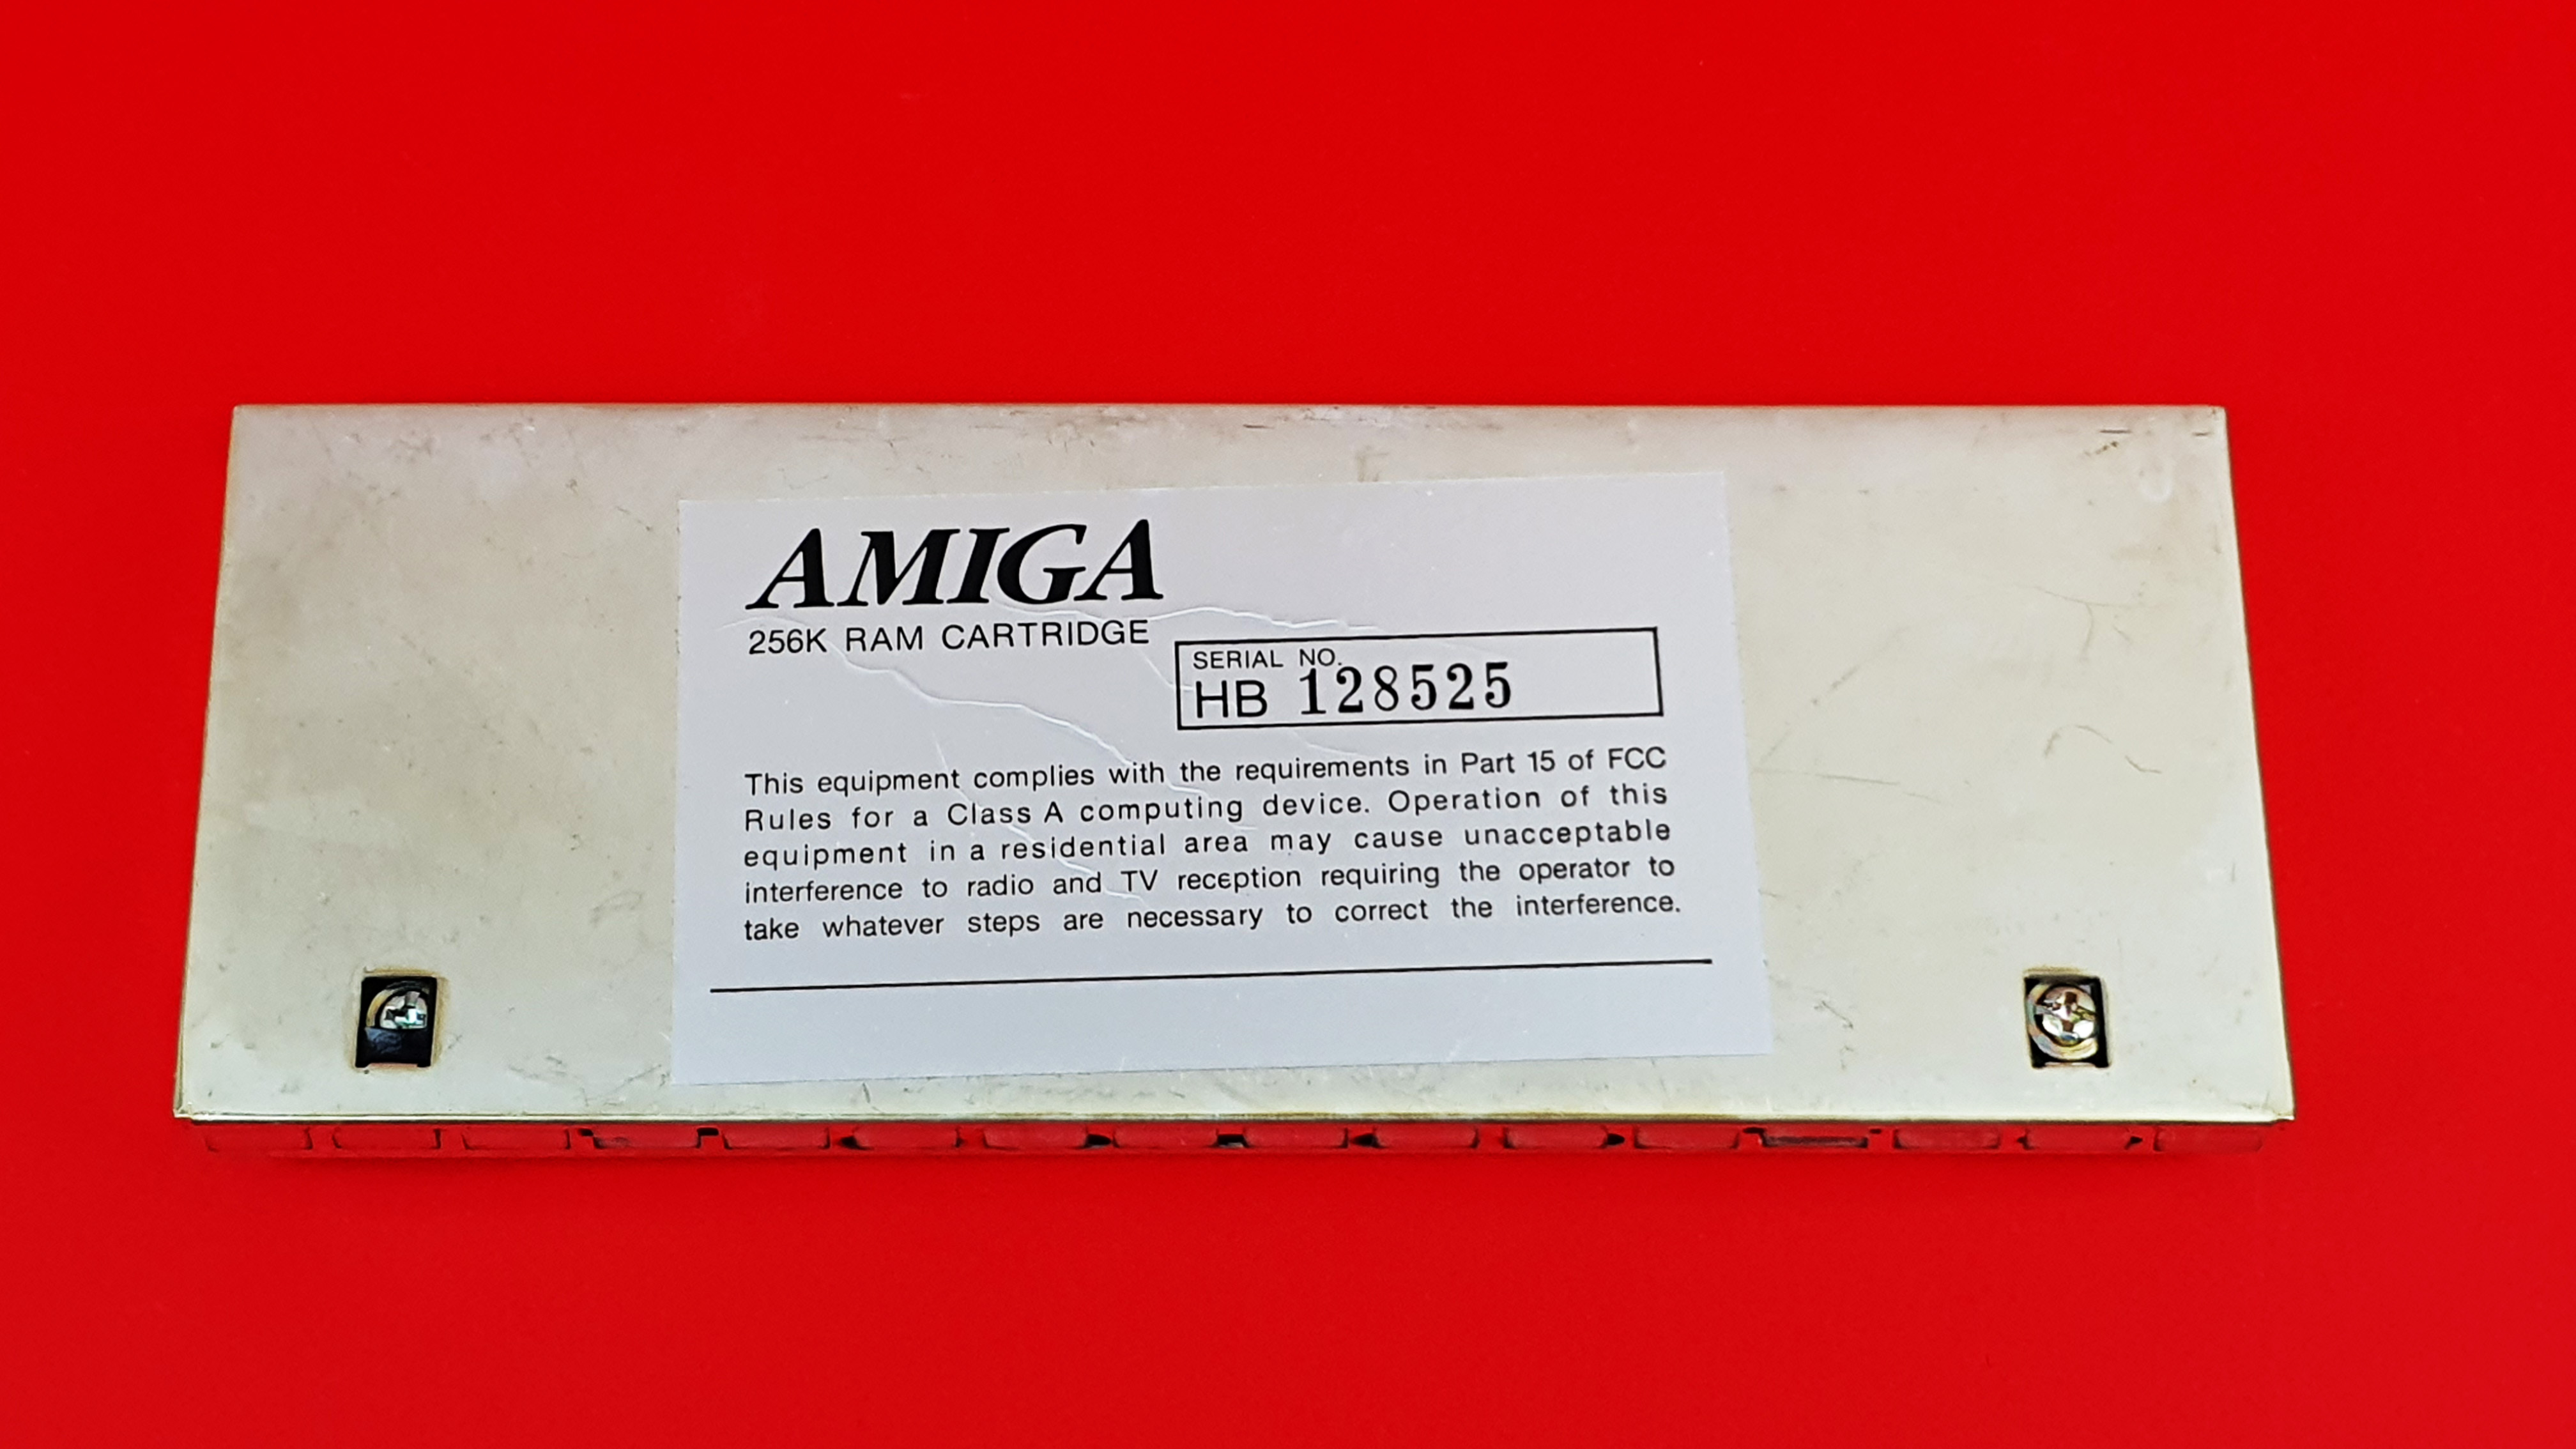 AMIGA
256K RAM CARTRIDGE
SERIAL NO.
HB 128525
This equipment complies with the requirements in Part 15 of FCC
Rules for a Class A computing device. Operation of this
equipment in a residential area may cause unacceptable
interference to radio and TV reception requiring the operator to
take whatever steps are necessary to correct the interference.